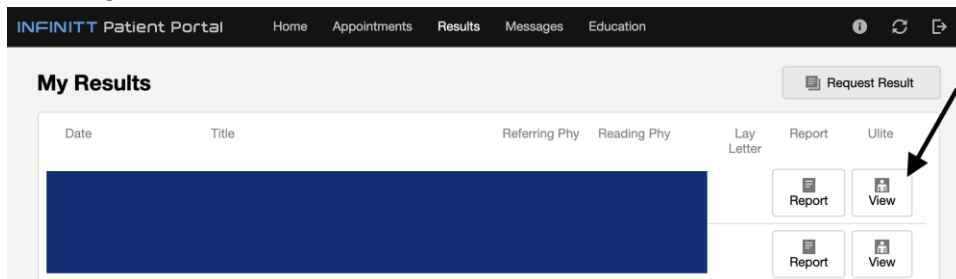 INFINITT Patient Portal Home Appointments Results Messages Education
My Results
Request Result
Date Title Referring Phy Reading Phy Lay Letter Report Ulite
Report View
Report View